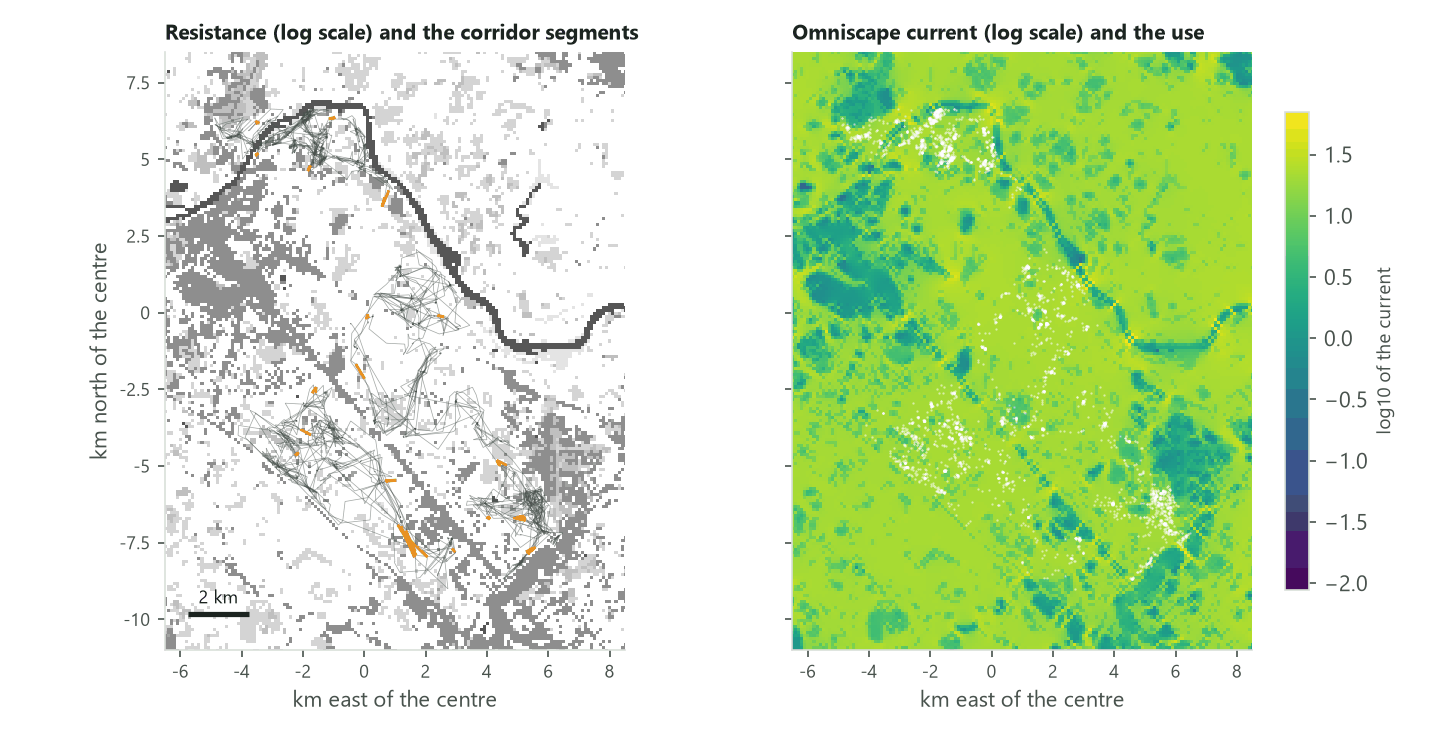 Resistance (log scale) and the corridor segments
7.5
5
2.5
0
-2.5
-5
-7.5
-10
km north of the centre
2 km
-6 -4 -2 0 2 4 6 8
km east of the centre
Omniscape current (log scale) and the use
-6 -4 -2 0 2 4 6 8
km east of the centre
1.5
1.0
0.5
0.0
−0.5
−1.0
−1.5
−2.0
log10 of the current